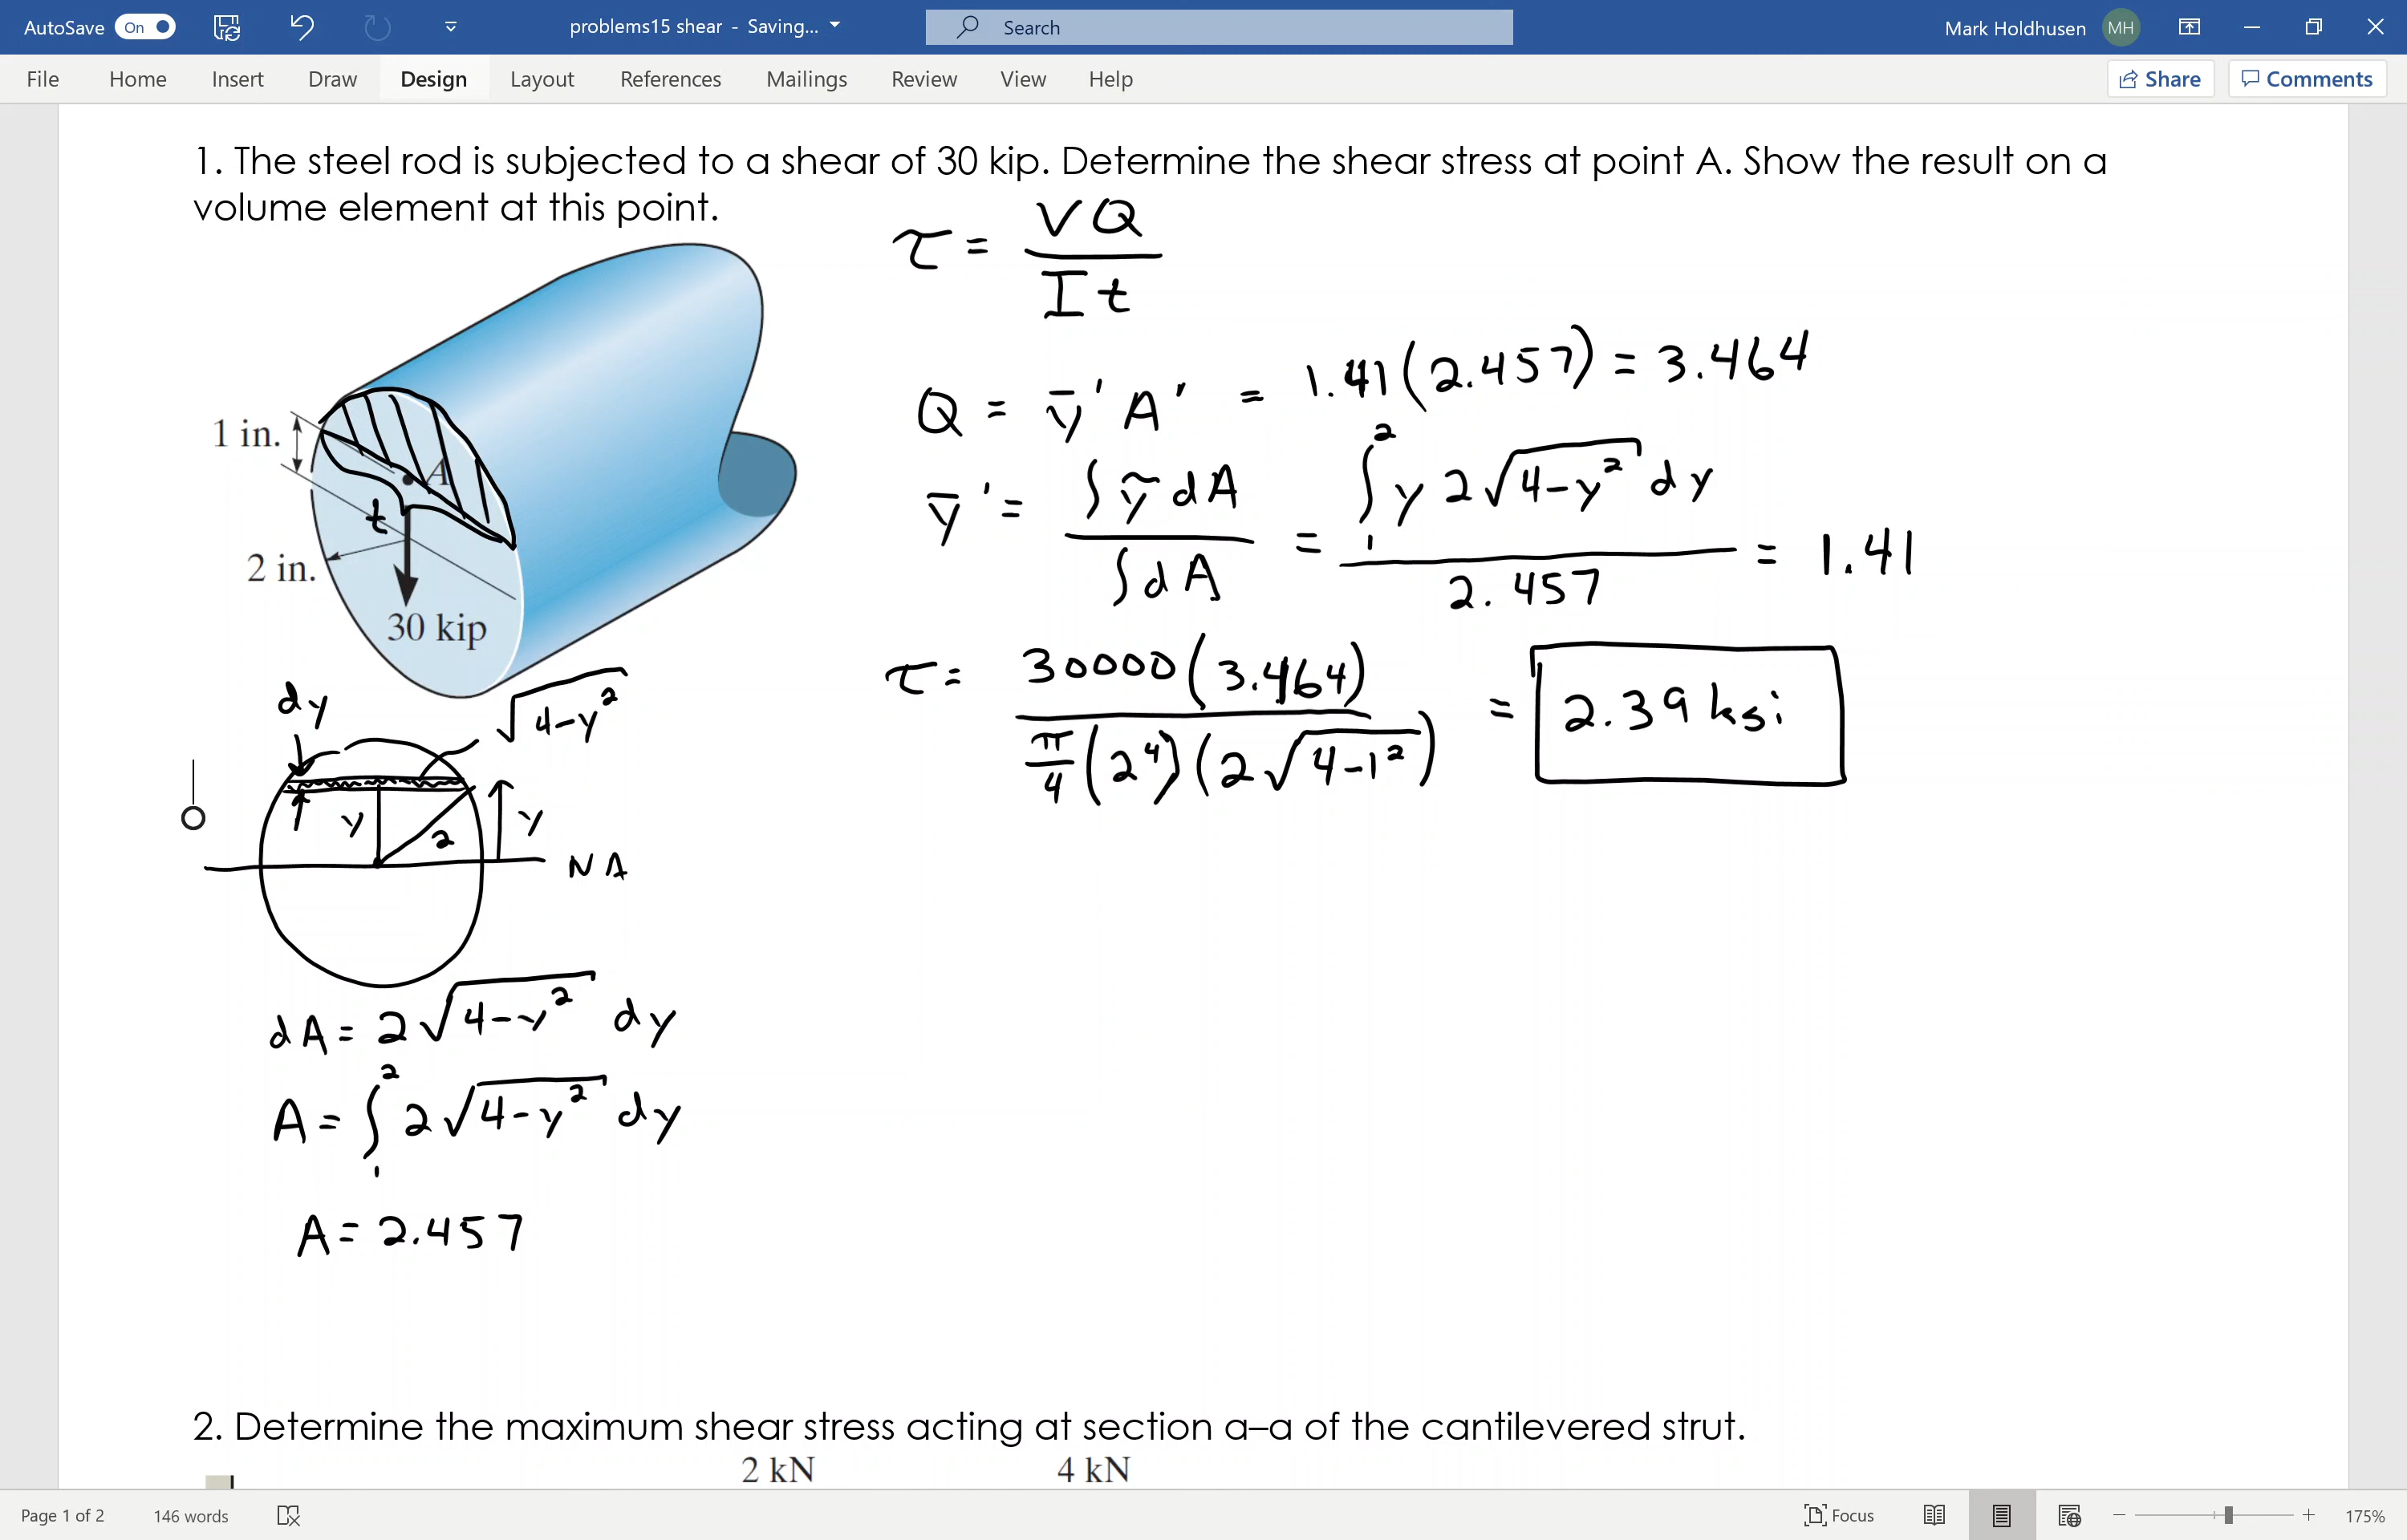 AutoSave On problems15 shear - Saving... Search Mark Holdhusen MH
File Home Insert Draw Design Layout References Mailings Review View Help Share Comments
1. The steel rod is subjected to a shear of 30 kip. Determine the shear stress at point A. Show the result on a
volume element at this point.
τ = VQ / It
1 in.
A
t
2 in.
30 kip
Q = ȳ' A' = 1.41(2.457) = 3.464
ȳ' = ∫ỹ dA / ∫dA = ∫₁² y 2√(4-y²) dy / 2.457 = 1.41
τ = 30000(3.464) / π/4 (2⁴)(2√(4-1²)) = 2.39 ksi
dy
√(4-y²)
y
2
y
NA
dA = 2√(4-y²) dy
A = ∫₁² 2√(4-y²) dy
A = 2.457
2. Determine the maximum shear stress acting at section a–a of the cantilevered strut.
2 kN 4 kN
Page 1 of 2 146 words Focus 175%